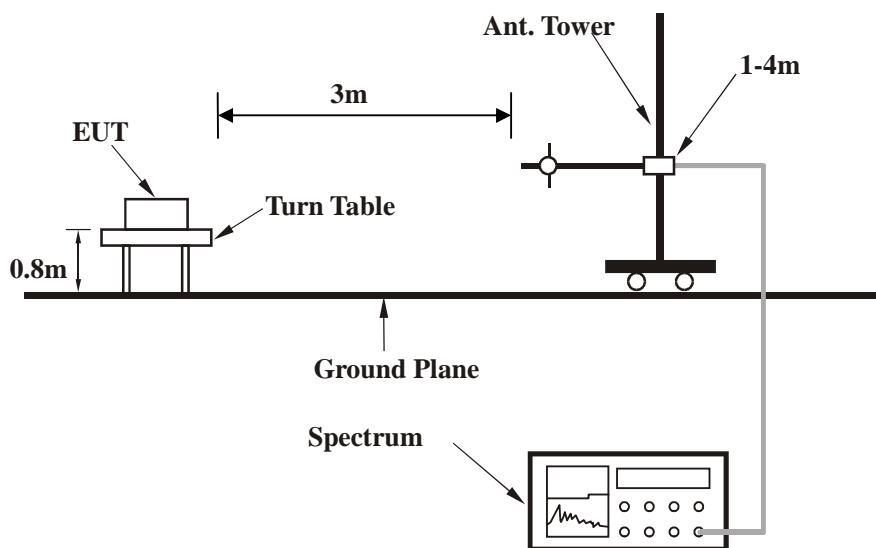 Ant. Tower
1-4m
3m
EUT
Turn Table
0.8m
Ground Plane
Spectrum